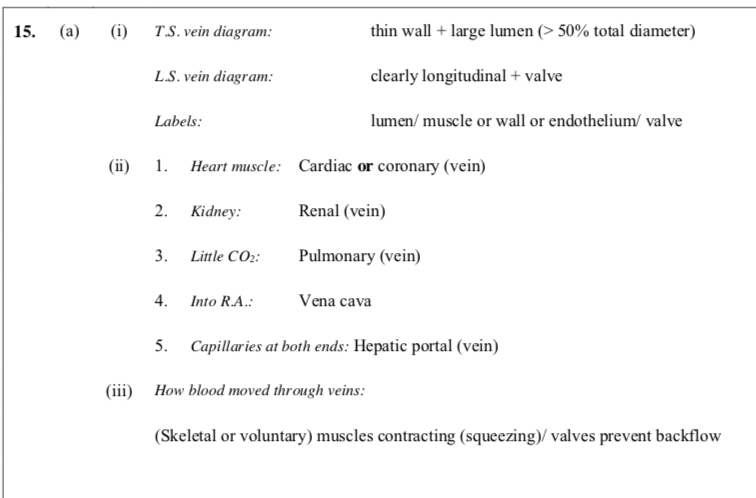 15. (a) (i) T.S. vein diagram: thin wall + large lumen (> 50% total diameter)
L.S. vein diagram: clearly longitudinal + valve
Labels: lumen/ muscle or wall or endothelium/ valve
(ii) 1. Heart muscle: Cardiac or coronary (vein)
2. Kidney: Renal (vein)
3. Little CO₂: Pulmonary (vein)
4. Into R.A.: Vena cava
5. Capillaries at both ends: Hepatic portal (vein)
(iii) How blood moved through veins:
(Skeletal or voluntary) muscles contracting (squeezing)/ valves prevent backflow